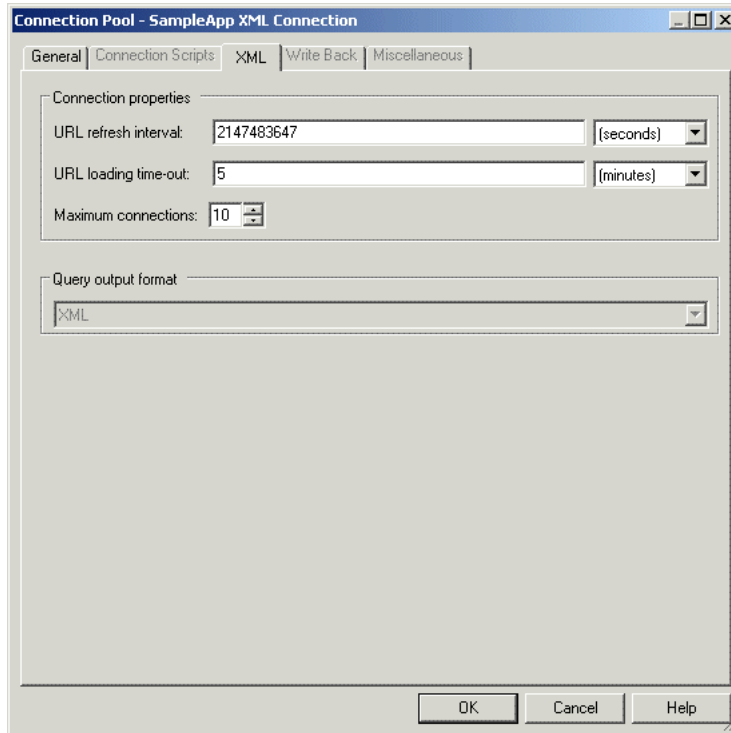 Connection Pool - SampleApp XML Connection
General Connection Scripts XML Write Back Miscellaneous
Connection properties
URL refresh interval: 2147483647 (seconds)
URL loading time-out: 5 (minutes)
Maximum connections: 10
Query output format
XML
OK Cancel Help